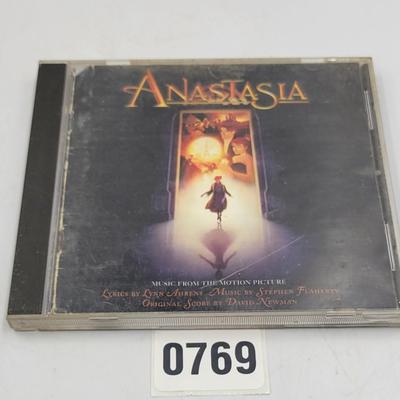 ANASTASIA
MUSIC FROM THE MOTION PICTURE
LYRICS BY LYNN AHRENS MUSIC BY STEPHEN FLAHERTY
ORIGINAL SCORE BY DAVID NEWMAN
0769